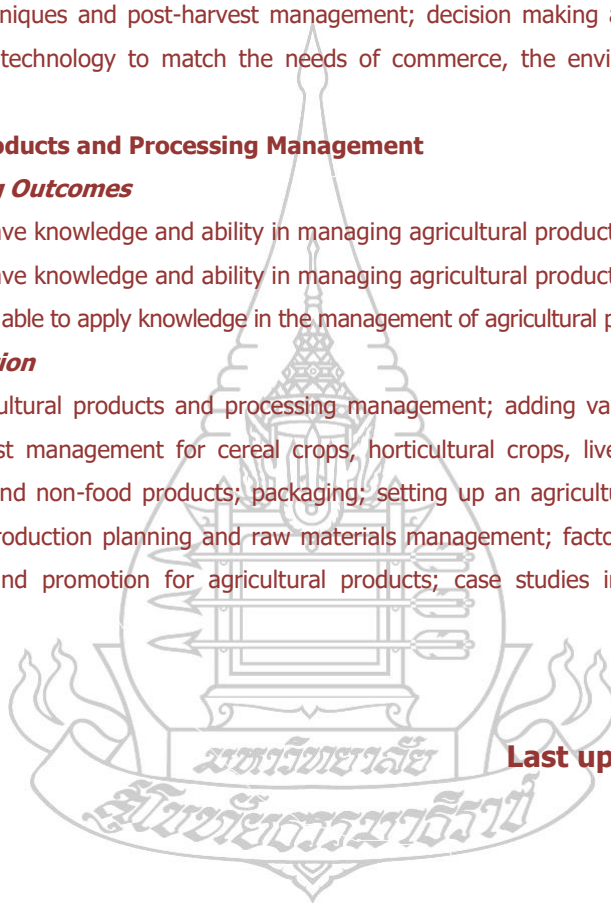 niques and post-harvest management; decision making a
technology to match the needs of commerce, the envi
oducts and Processing Management
g Outcomes
ve knowledge and ability in managing agricultural product
ve knowledge and ability in managing agricultural product
able to apply knowledge in the management of agricultural p
ion
ultural products and processing management; adding va
st management for cereal crops, horticultural crops, live
nd non-food products; packaging; setting up an agricultu
roduction planning and raw materials management; facto
nd promotion for agricultural products; case studies i
มหาวิทยาลัย
Last up
สุโขทัยธรรมาธิราช